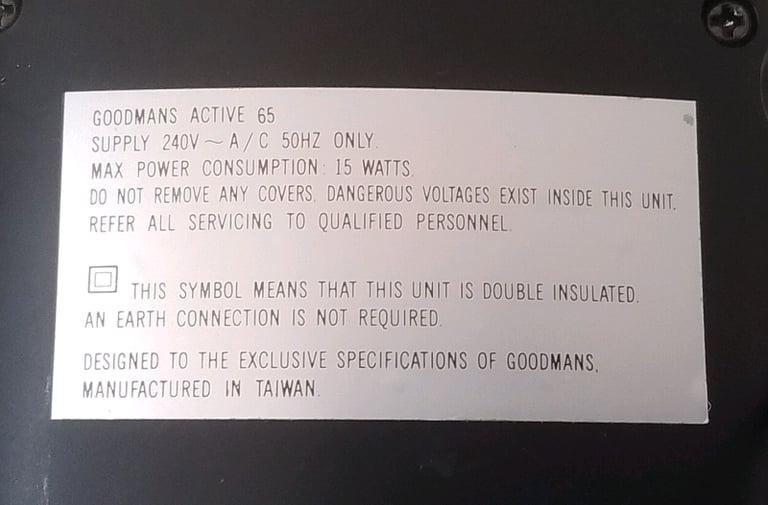 GOODMANS ACTIVE 65
SUPPLY 240V ~ A/C 50HZ ONLY.
MAX POWER CONSUMPTION: 15 WATTS.
DO NOT REMOVE ANY COVERS. DANGEROUS VOLTAGES EXIST INSIDE THIS UNIT.
REFER ALL SERVICING TO QUALIFIED PERSONNEL.
THIS SYMBOL MEANS THAT THIS UNIT IS DOUBLE INSULATED.
AN EARTH CONNECTION IS NOT REQUIRED.
DESIGNED TO THE EXCLUSIVE SPECIFICATIONS OF GOODMANS,
MANUFACTURED IN TAIWAN.